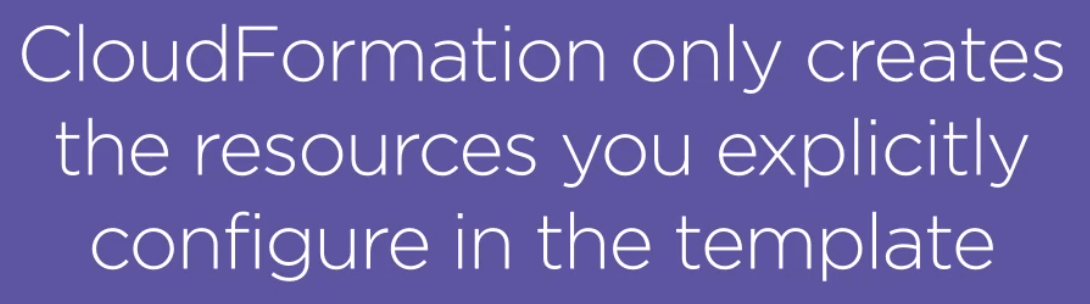 CloudFormation only creates
the resources you explicitly
configure in the template